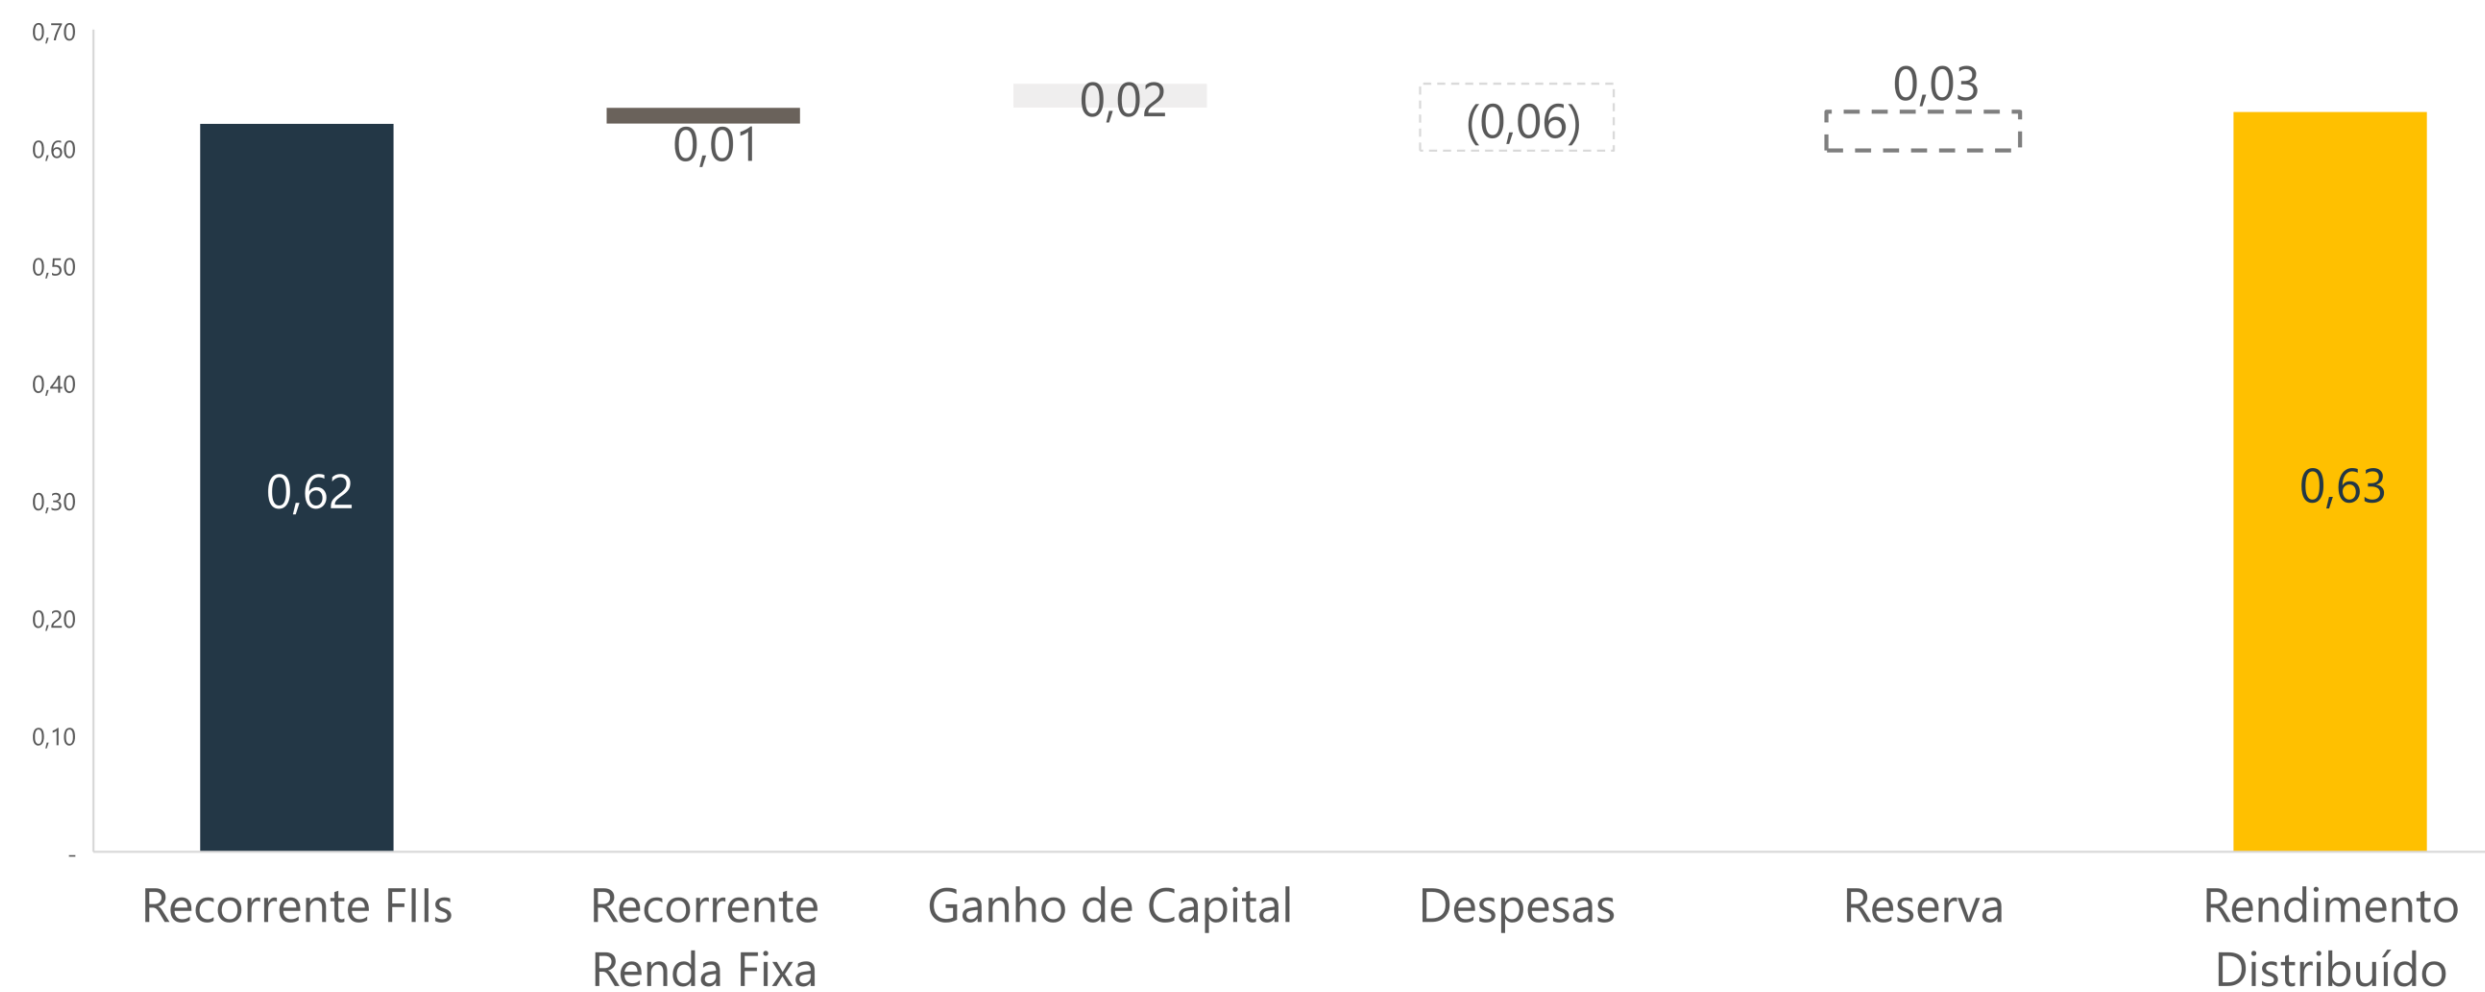 0,70
0,60
0,50
0,40
0,30
0,20
0,10
-
0,62
0,01
0,02
(0,06)
0,03
0,63
Recorrente FIIs
Recorrente
Renda Fixa
Ganho de Capital
Despesas
Reserva
Rendimento
Distribuído